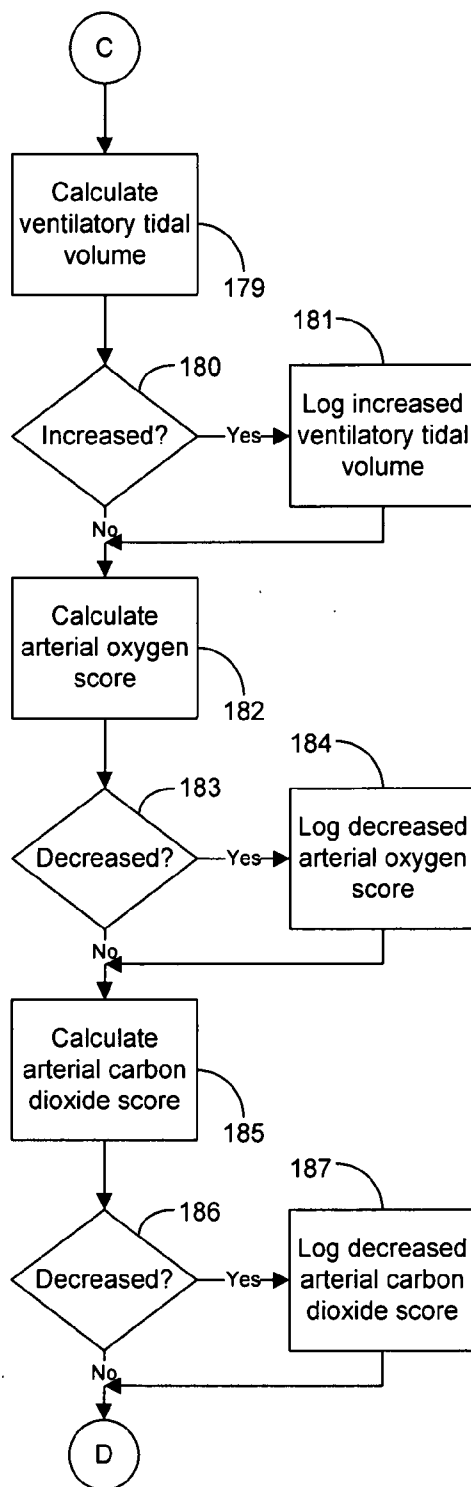 C
Calculate
ventilatory tidal
volume
179
180
181
Increased?
Yes
Log increased
ventilatory tidal
volume
No
Calculate
arterial oxygen
score
182
183
184
Decreased?
Yes
Log decreased
arterial oxygen
score
No
Calculate
arterial carbon
dioxide score
185
186
187
Decreased?
Yes
Log decreased
arterial carbon
dioxide score
No
D